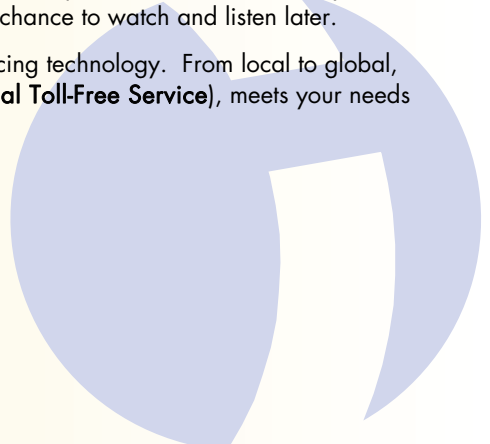 chance to watch and listen later.
cing technology. From local to global,
al Toll-Free Service), meets your needs